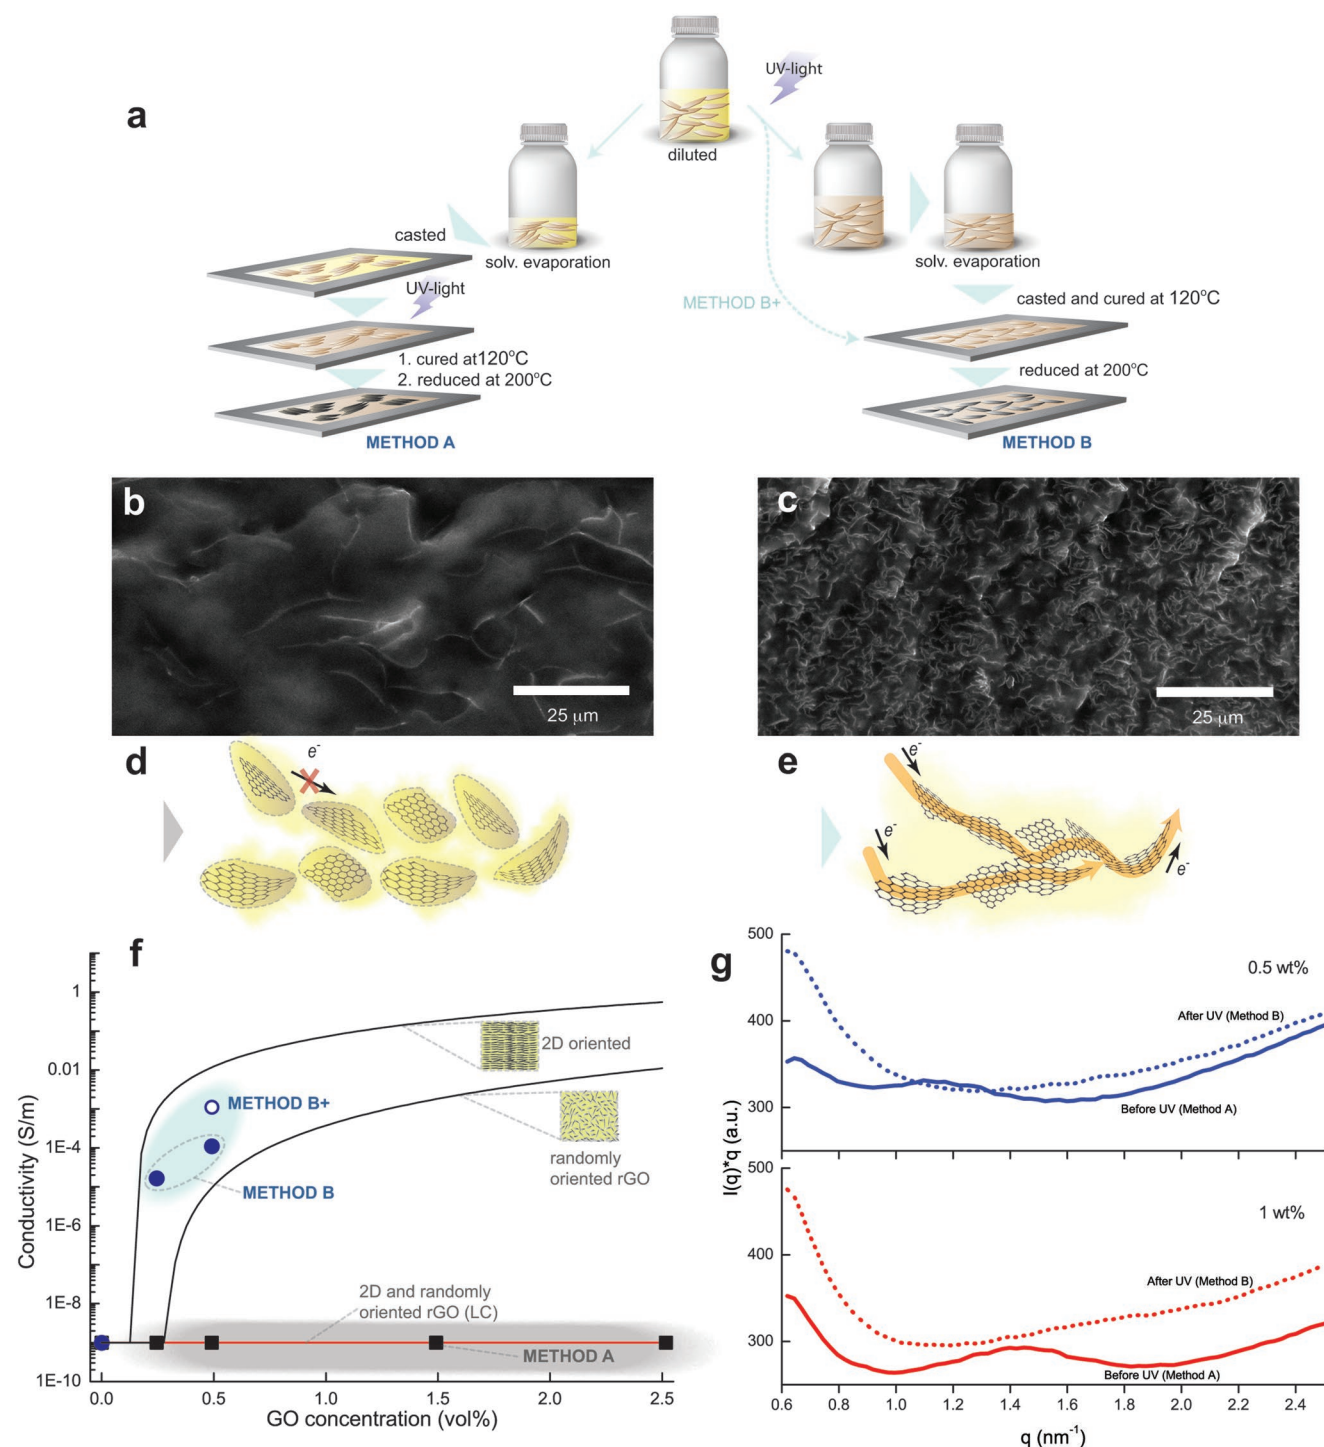 a
UV-light
diluted
casted
solv. evaporation
solv. evaporation
UV-light
METHOD B+
casted and cured at 120°C
1. cured at120°C
2. reduced at 200°C
reduced at 200°C
METHOD A
METHOD B
b
25 μm
c
25 μm
d
e-
e
e-
e-
e-
f
Conductivity (S/m)
1
0.01
1E-4
1E-6
1E-8
1E-10
2D oriented
METHOD B+
randomly
oriented rGO
METHOD B
2D and randomly
oriented rGO (LC)
METHOD A
0.0
0.5
1.0
1.5
2.0
2.5
GO concentration (vol%)
g
I(q)*q (a.u.)
500
400
300
0.5 wt%
After UV (Method B)
Before UV (Method A)
500
400
300
1 wt%
After UV (Method B)
Before UV (Method A)
0.6
0.8
1.0
1.2
1.4
1.6
1.8
2.0
2.2
2.4
q (nm-1)